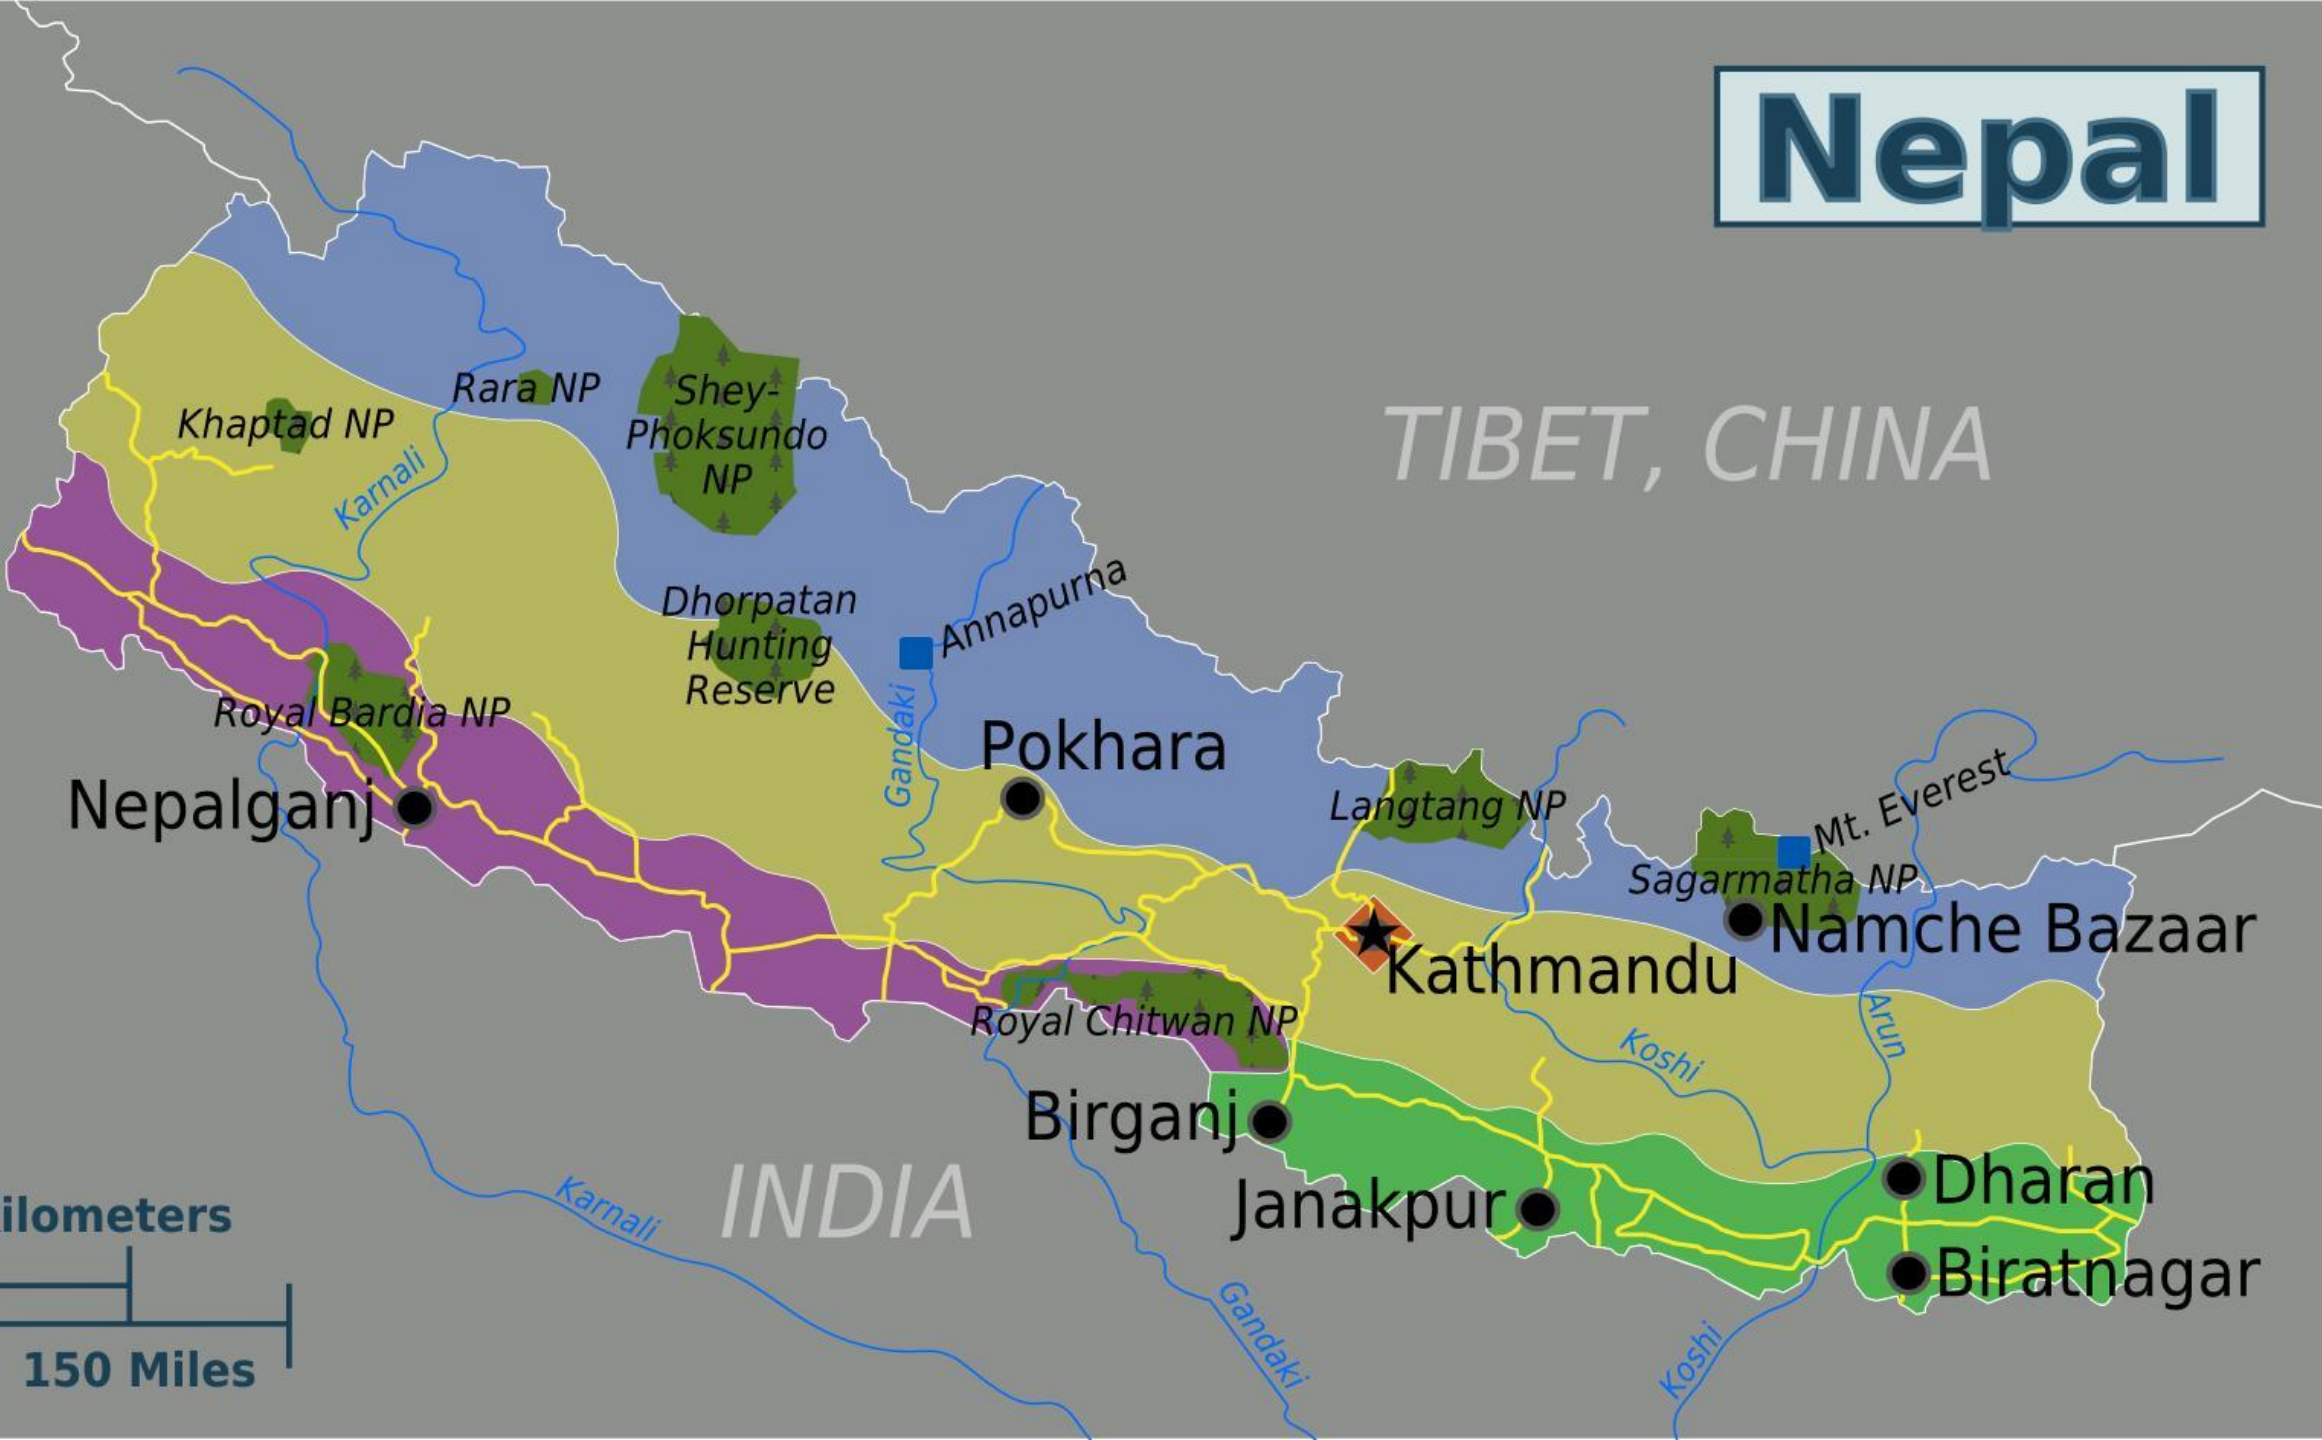 Nepal
TIBET, CHINA
Rara NP
Khaptad NP
Shey-
Phoksundo
NP
Karnali
Dhorpatan
Hunting
Reserve
Annapurna
Gandaki
Royal Bardia NP
Pokhara
Nepalganj
Langtang NP
Mt. Everest
Sagarmatha NP
Namche Bazaar
Kathmandu
Royal Chitwan NP
Arun
Koshi
Birganj
Janakpur
Dharan
Biratnagar
INDIA
Karnali
Gandaki
Koshi
ilometers
150 Miles